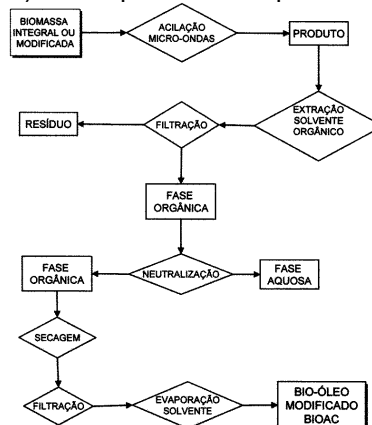 BIOMASSA
INTEGRAL OU
MODIFICADA
ACILAÇÃO
MICRO-ONDAS
PRODUTO
EXTRAÇÃO
SOLVENTE
ORGÂNICO
FILTRAÇÃO
RESÍDUO
FASE
ORGÂNICA
NEUTRALIZAÇÃO
FASE
ORGÂNICA
FASE
AQUOSA
SECAGEM
FILTRAÇÃO
EVAPORAÇÃO
SOLVENTE
BIO-ÓLEO
MODIFICADO
BIOAC